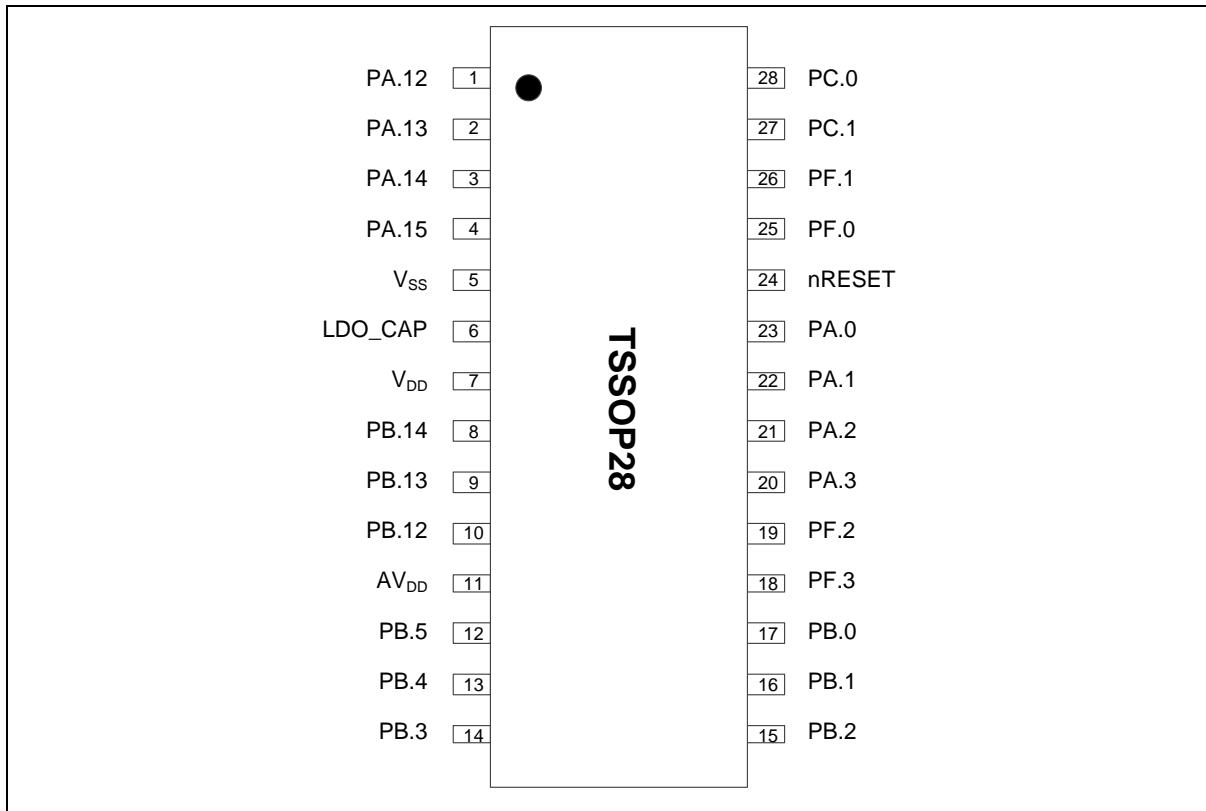 PA.12 1
PA.13 2
PA.14 3
PA.15 4
VSS 5
LDO_CAP 6
VDD 7
PB.14 8
PB.13 9
PB.12 10
AVDD 11
PB.5 12
PB.4 13
PB.3 14
TSSOP28
28 PC.0
27 PC.1
26 PF.1
25 PF.0
24 nRESET
23 PA.0
22 PA.1
21 PA.2
20 PA.3
19 PF.2
18 PF.3
17 PB.0
16 PB.1
15 PB.2